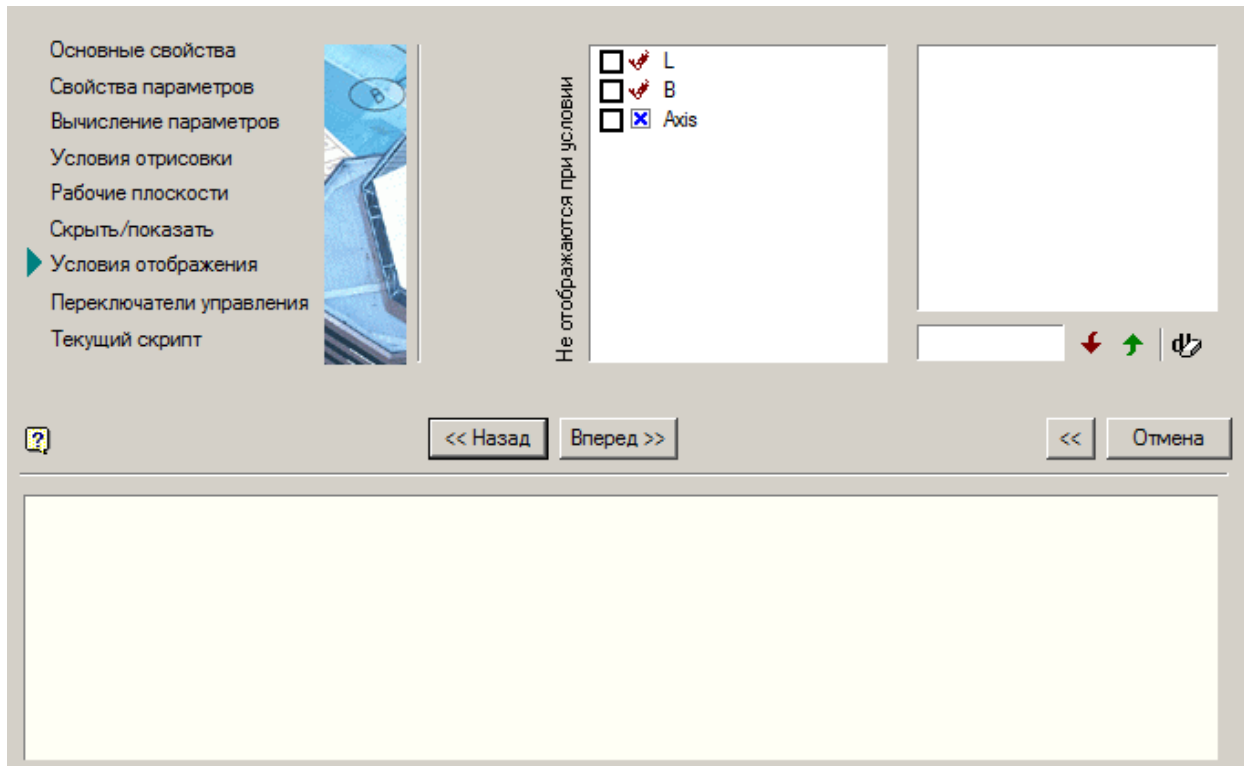 Основные свойства
Свойства параметров
Вычисление параметров
Условия отрисовки
Рабочие плоскости
Скрыть/показать
Условия отображения
Переключатели управления
Текущий скрипт
B
Не отображаются при условии
L
B
Axis
?
<< Назад
Вперед >>
<<
Отмена